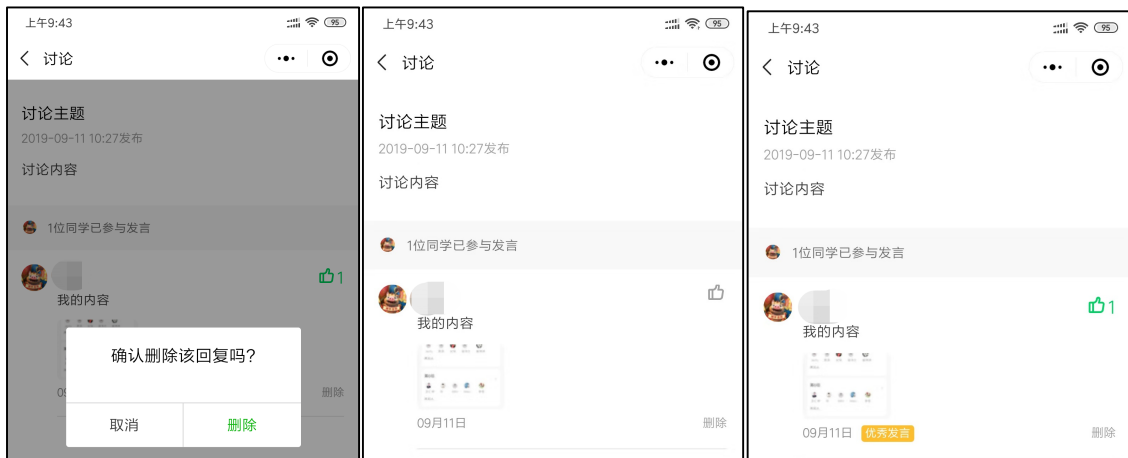 上午9:43
95
讨论
讨论主题
2019-09-11 10:27发布
讨论内容
1位同学已参与发言
1
我的内容
确认删除该回复吗?
删除
取消
删除
上午9:43
95
讨论
讨论主题
2019-09-11 10:27发布
讨论内容
1位同学已参与发言
我的内容
09月11日
删除
上午9:43
95
讨论
讨论主题
2019-09-11 10:27发布
讨论内容
1位同学已参与发言
1
我的内容
09月11日 优秀发言
删除